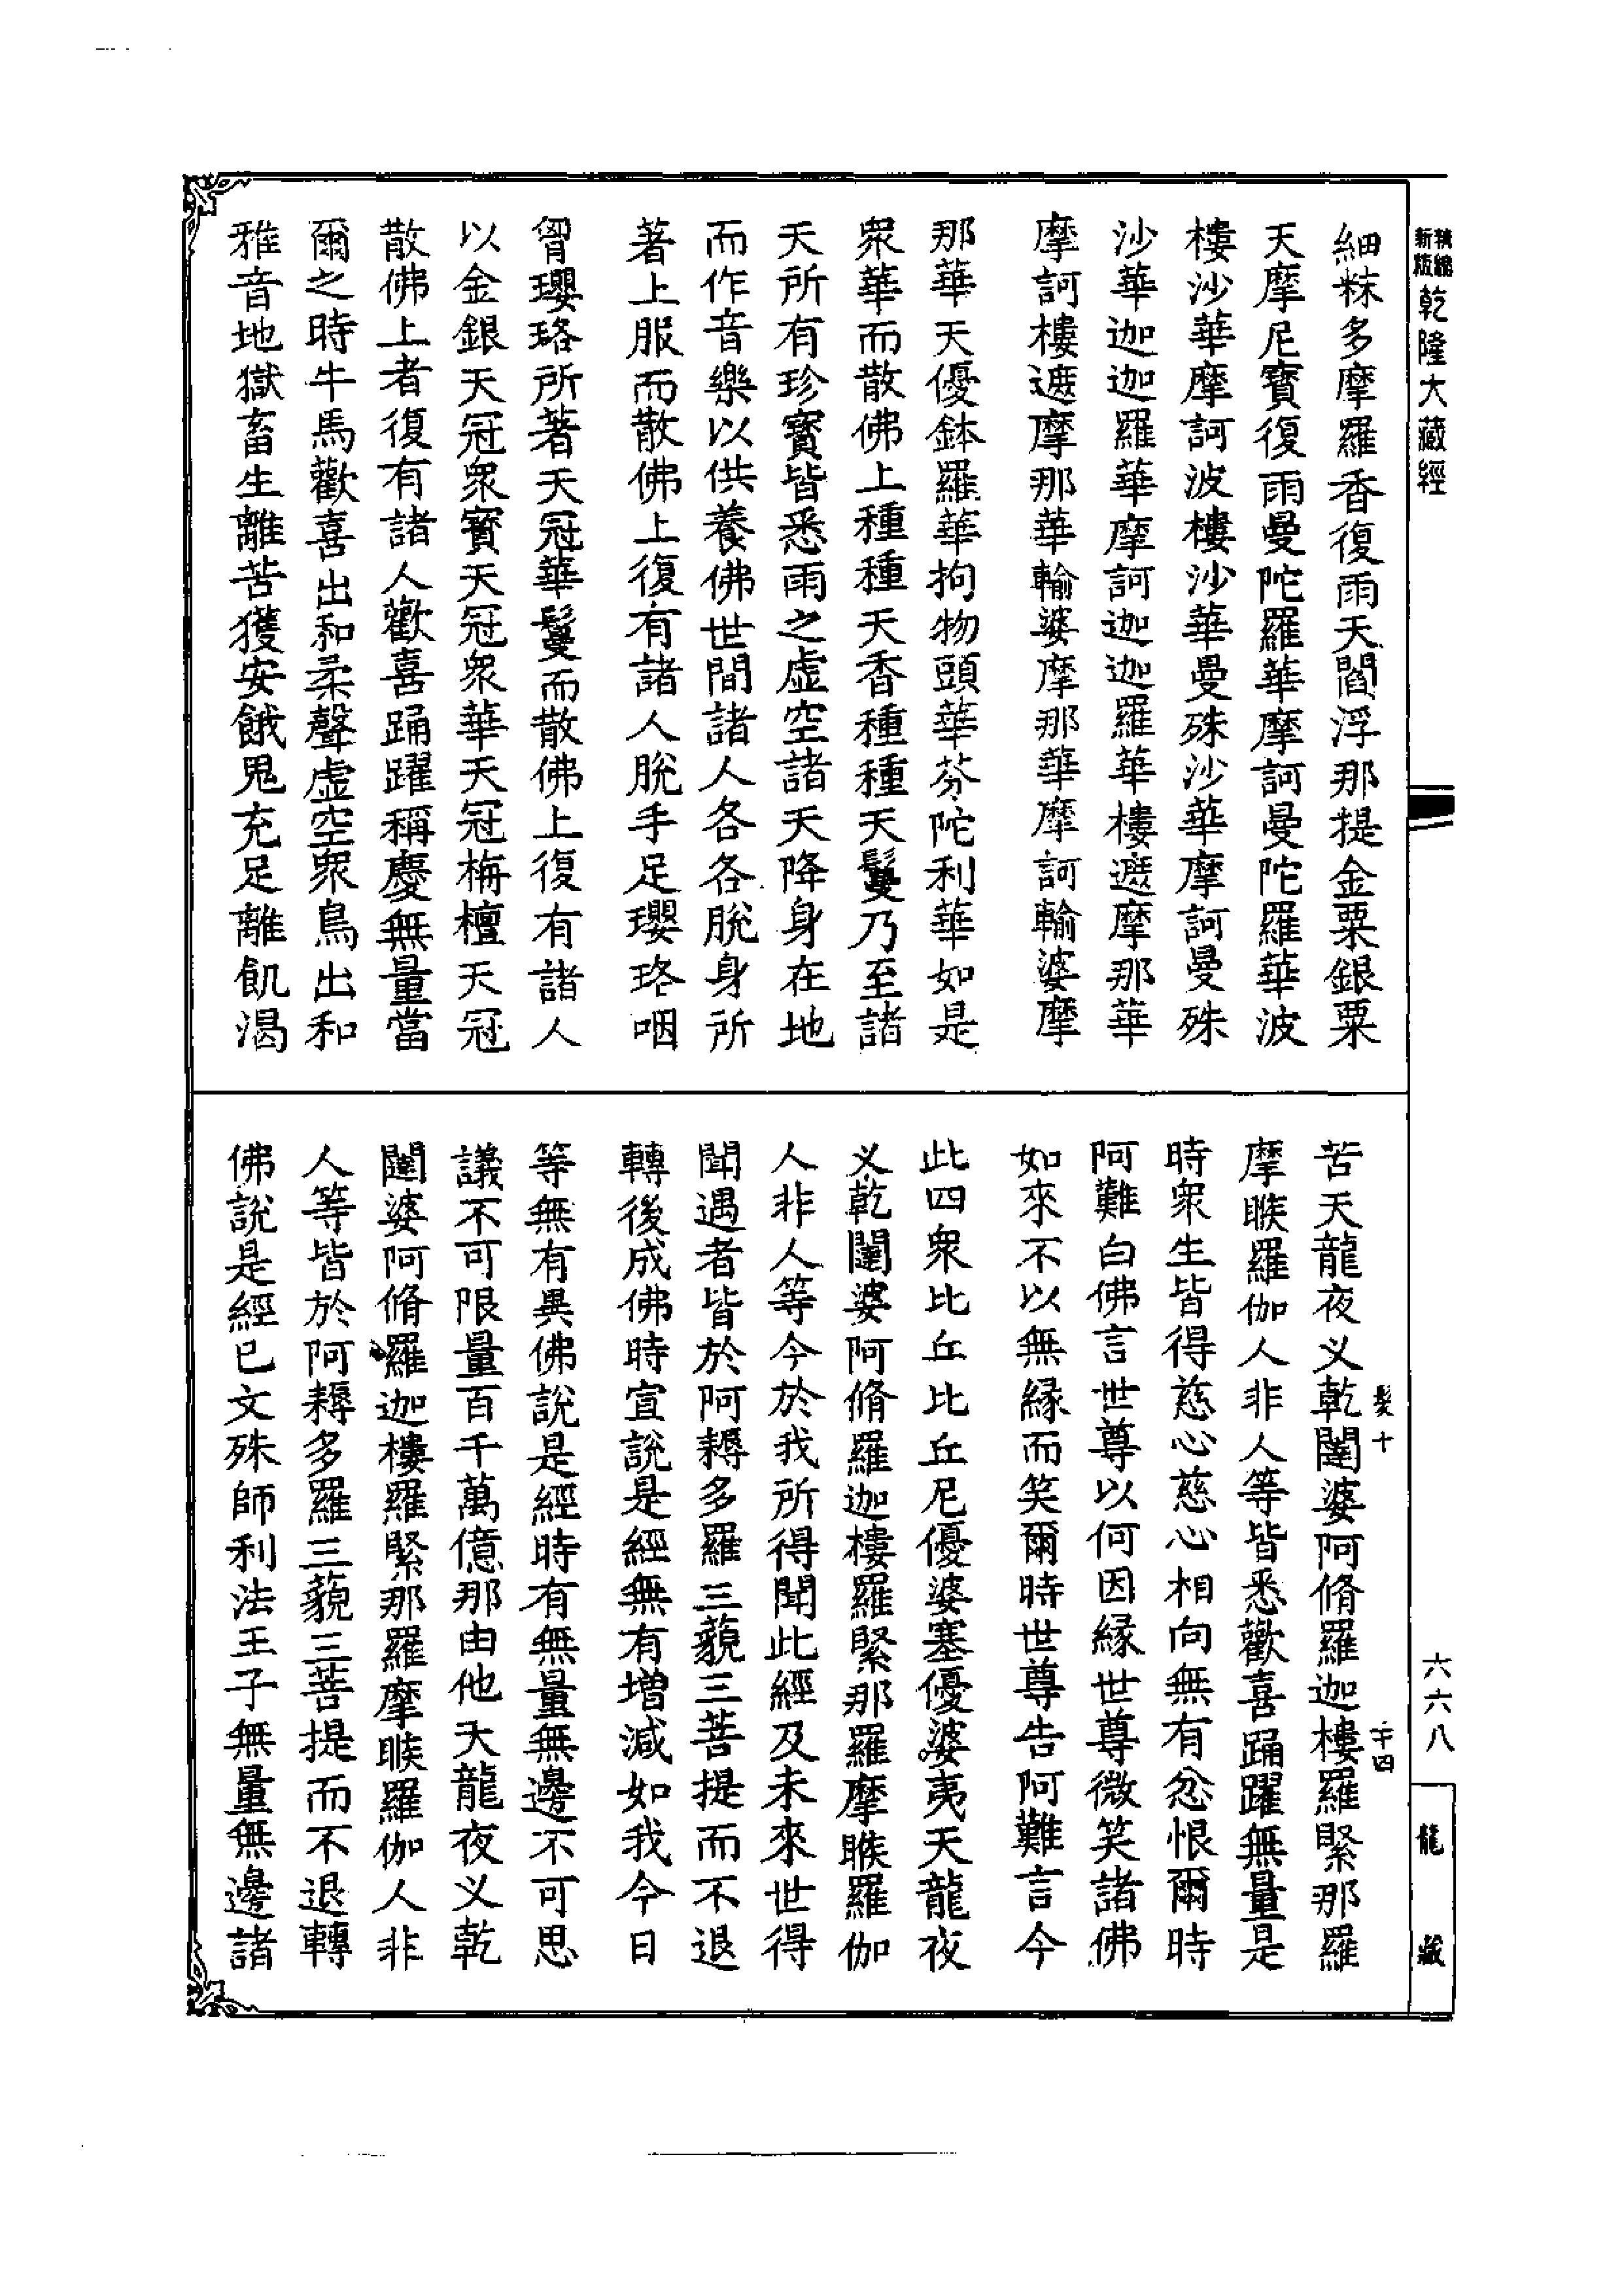 乾隆大藏經
細粖多摩羅香復雨天閻浮那提金粟銀粟
天摩尼寶復雨曼陀羅華摩訶曼陀羅華波
樓沙華摩訶波樓沙華曼殊沙華摩訶曼殊
沙華迦迦羅華摩訶迦迦羅華樓遮摩那華
摩訶樓遮摩那華輸婆摩那華摩訶輸婆摩
那華天優鉢羅華拘物頭華芬陀利華如是
衆華而散佛上種種天香種種天鬘乃至諸
天所有珍寶皆悉雨之虛空諸天降身在地
而作音樂以供養佛世間諸人各各脫身所
著上服而散佛上復有諸人脫手足瓔珞咽
胷瓔珞所著天冠華鬘而散佛上復有諸人
以金銀天冠衆寶天冠衆華天冠栴檀天冠
散佛上者復有諸人歡喜踊躍稱慶無量當
爾之時牛馬歡喜出和柔聲虛空衆鳥出和
雅音地獄畜生離苦獲安餓鬼充足離飢渴
髮十
二十四
苦天龍夜义乾闥婆阿脩羅迦樓羅緊那羅
摩睺羅伽人非人等皆悉歡喜踊躍無量是
時衆生皆得慈心慈心相向無有忿恨爾時
阿難白佛言世尊以何因緣世尊微笑諸佛
如來不以無緣而笑爾時世尊告阿難言今
此四衆比丘比丘尼優婆塞優婆夷天龍夜
义乾闥婆阿脩羅迦樓羅緊那羅摩睺羅伽
人非人等今於我所得聞此經及未來世得
聞遇者皆於阿耨多羅三藐三菩提而不退
轉後成佛時宣說是經無有增減如我今日
等無有異佛說是經時有無量無邊不可思
議不可限量百千萬億那由他天龍夜义乾
闥婆阿脩羅迦樓羅緊那羅摩睺羅伽人非
人等皆於阿耨多羅三藐三菩提而不退轉
佛說是經已文殊師利法王子無量無邊諸
六六八
龍藏